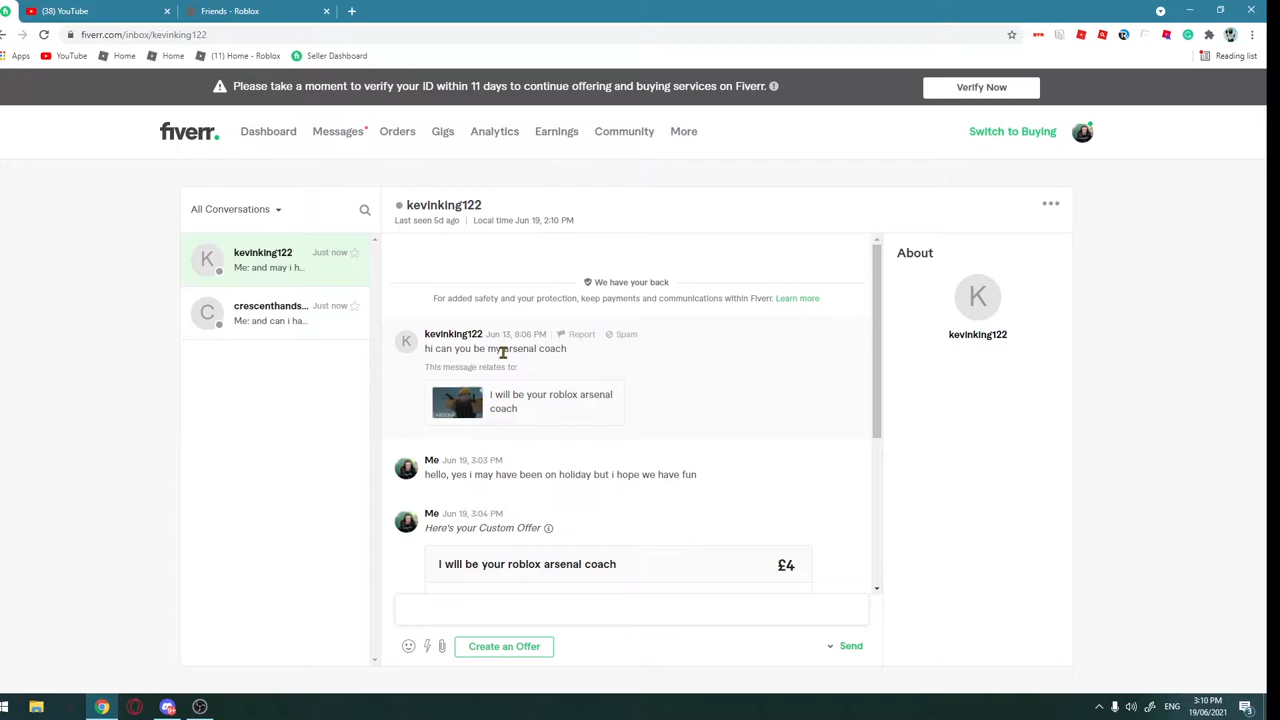 (38) YouTube
Friends - Roblox
fiverr.com/inbox/kevinking122
Apps
YouTube
Home
Home
(11) Home - Roblox
Seller Dashboard
Reading list
Please take a moment to verify your ID within 11 days to continue offering and buying services on Fiverr.
Verify Now
fiverr.
Dashboard
Messages
Orders
Gigs
Analytics
Earnings
Community
More
Switch to Buying
All Conversations
kevinking122
Last seen 5d ago | Local time Jun 19, 2:10 PM
K
kevinking122
Just now
Me: and may i h...
C
crescenthands...
Just now
Me: and can i ha...
We have your back
For added safety and your protection, keep payments and communications within Fiverr. Learn more
K
kevinking122 Jun 13, 8:06 PM | Report Spam
hi can you be my arsenal coach
This message relates to:
I will be your roblox arsenal
coach
Me Jun 19, 3:03 PM
hello, yes i may have been on holiday but i hope we have fun
Me Jun 19, 3:04 PM
Here's your Custom Offer
I will be your roblox arsenal coach
£4
Create an Offer
Send
About
K
kevinking122
ENG
3:10 PM
19/06/2021
3